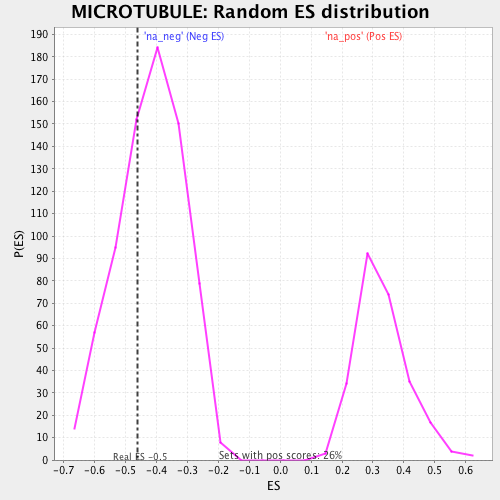 MICROTUBULE: Random ES distribution
'na_neg' (Neg ES)
'na_pos' (Pos ES)
190
180
170
160
150
140
130
120
110
100
90
80
70
60
50
40
30
20
10
0
P(ES)
Real ES -0.5
Sets with pos scores: 26%
-0.7 -0.6 -0.5 -0.4 -0.3 -0.2 -0.1 0.0 0.1 0.2 0.3 0.4 0.5 0.6
ES